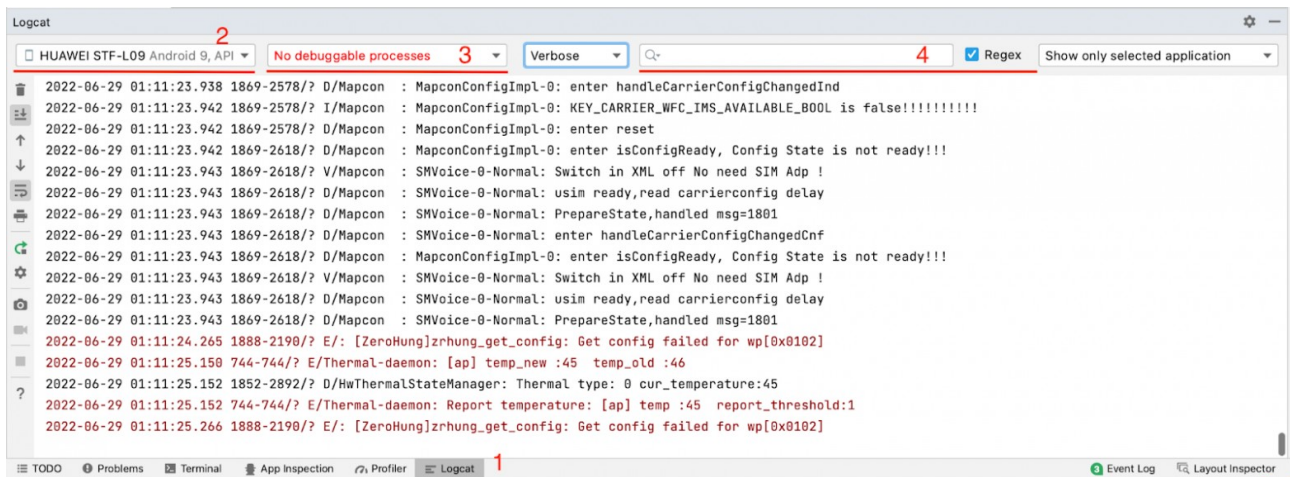 Logcat
2
HUAWEI STF-L09 Android 9, API No debuggable processes 3 Verbose 4 Regex Show only selected application
2022-06-29 01:11:23.938 1869-2578/? D/Mapcon : MapconConfigImpl-0: enter handleCarrierConfigChangedInd
2022-06-29 01:11:23.942 1869-2578/? I/Mapcon : MapconConfigImpl-0: KEY_CARRIER_WFC_IMS_AVAILABLE_BOOL is false!!!!!!!!!!
2022-06-29 01:11:23.942 1869-2578/? D/Mapcon : MapconConfigImpl-0: enter reset
2022-06-29 01:11:23.942 1869-2618/? D/Mapcon : MapconConfigImpl-0: enter isConfigReady, Config State is not ready!!!
2022-06-29 01:11:23.943 1869-2618/? V/Mapcon : SMVoice-0-Normal: Switch in XML off No need SIM Adp !
2022-06-29 01:11:23.943 1869-2618/? D/Mapcon : SMVoice-0-Normal: usim ready,read carrierconfig delay
2022-06-29 01:11:23.943 1869-2618/? D/Mapcon : SMVoice-0-Normal: PrepareState,handled msg=1801
2022-06-29 01:11:23.943 1869-2618/? D/Mapcon : SMVoice-0-Normal: enter handleCarrierConfigChangedCnf
2022-06-29 01:11:23.943 1869-2618/? D/Mapcon : MapconConfigImpl-0: enter isConfigReady, Config State is not ready!!!
2022-06-29 01:11:23.943 1869-2618/? V/Mapcon : SMVoice-0-Normal: Switch in XML off No need SIM Adp !
2022-06-29 01:11:23.943 1869-2618/? D/Mapcon : SMVoice-0-Normal: usim ready,read carrierconfig delay
2022-06-29 01:11:23.943 1869-2618/? D/Mapcon : SMVoice-0-Normal: PrepareState,handled msg=1801
2022-06-29 01:11:24.265 1888-2190/? E/: [ZeroHung]zrhung_get_config: Get config failed for wp[0x0102]
2022-06-29 01:11:25.150 744-744/? E/Thermal-daemon: [ap] temp_new :45 temp_old :46
2022-06-29 01:11:25.152 1852-2892/? D/HwThermalStateManager: Thermal type: 0 cur_temperature:45
2022-06-29 01:11:25.152 744-744/? E/Thermal-daemon: Report temperature: [ap] temp :45 report_threshold:1
2022-06-29 01:11:25.266 1888-2190/? E/: [ZeroHung]zrhung_get_config: Get config failed for wp[0x0102]
TODO Problems Terminal App Inspection Profiler Logcat 1 3 Event Log Layout Inspector